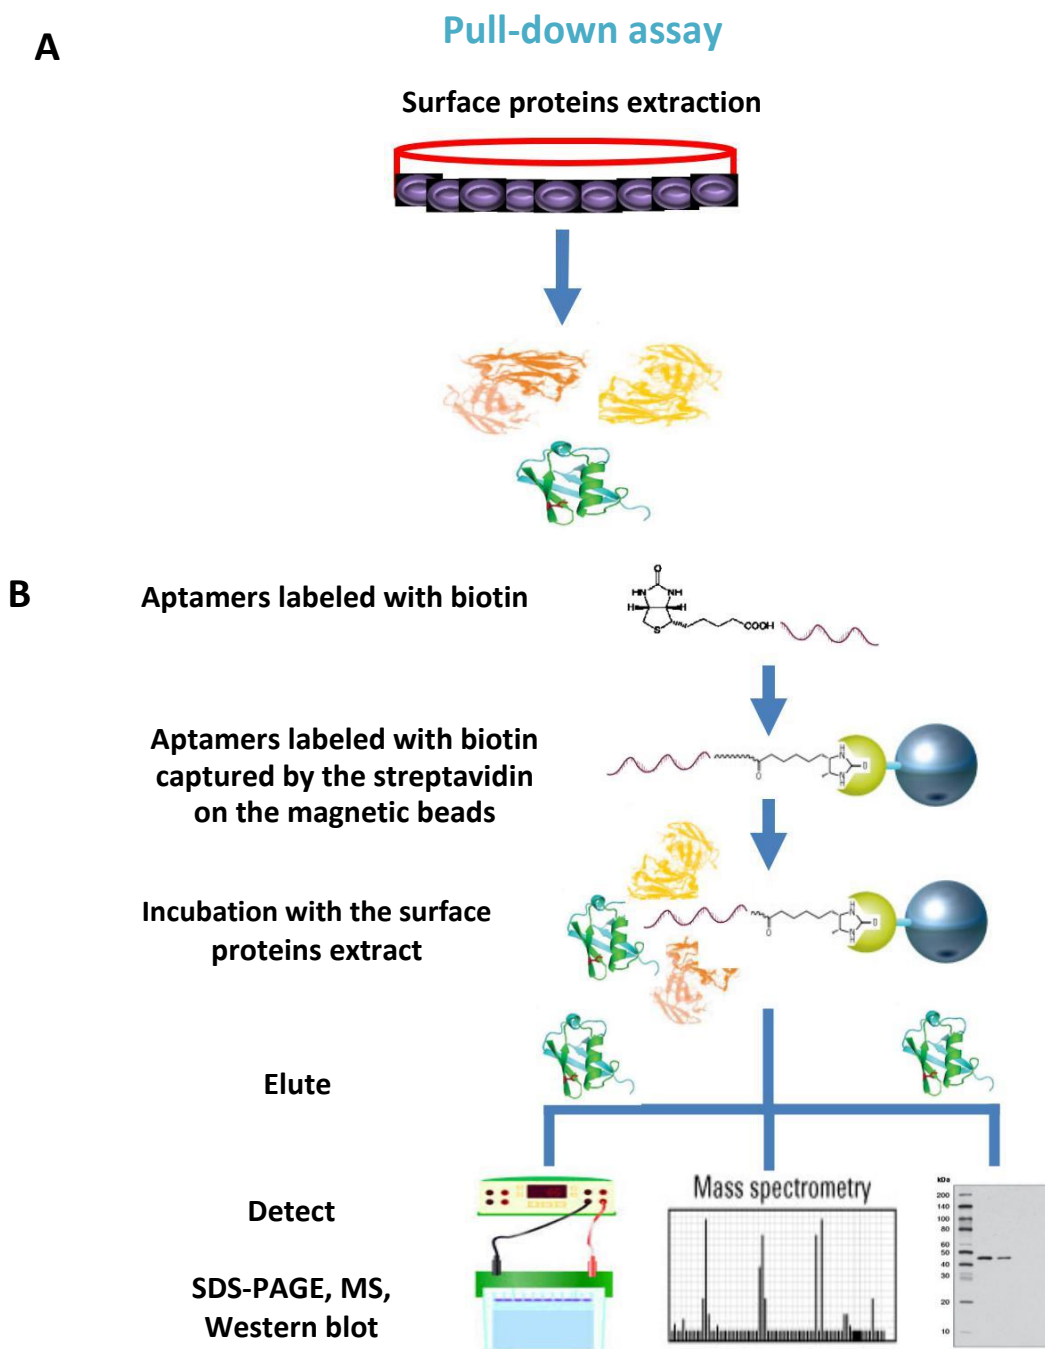 Pull-down assay
A
Surface proteins extraction
B
Aptamers labeled with biotin
O
HN
NH
H
H
S
COOH
Aptamers labeled with biotin
captured by the streptavidin
on the magnetic beads
H
N
O
O
N
H
Incubation with the surface
proteins extract
H
N
O
O
N
H
Elute
Detect
Mass spectrometry
kDa
200
140
100
80
60
50
40
30
20
10
SDS-PAGE, MS,
Western blot